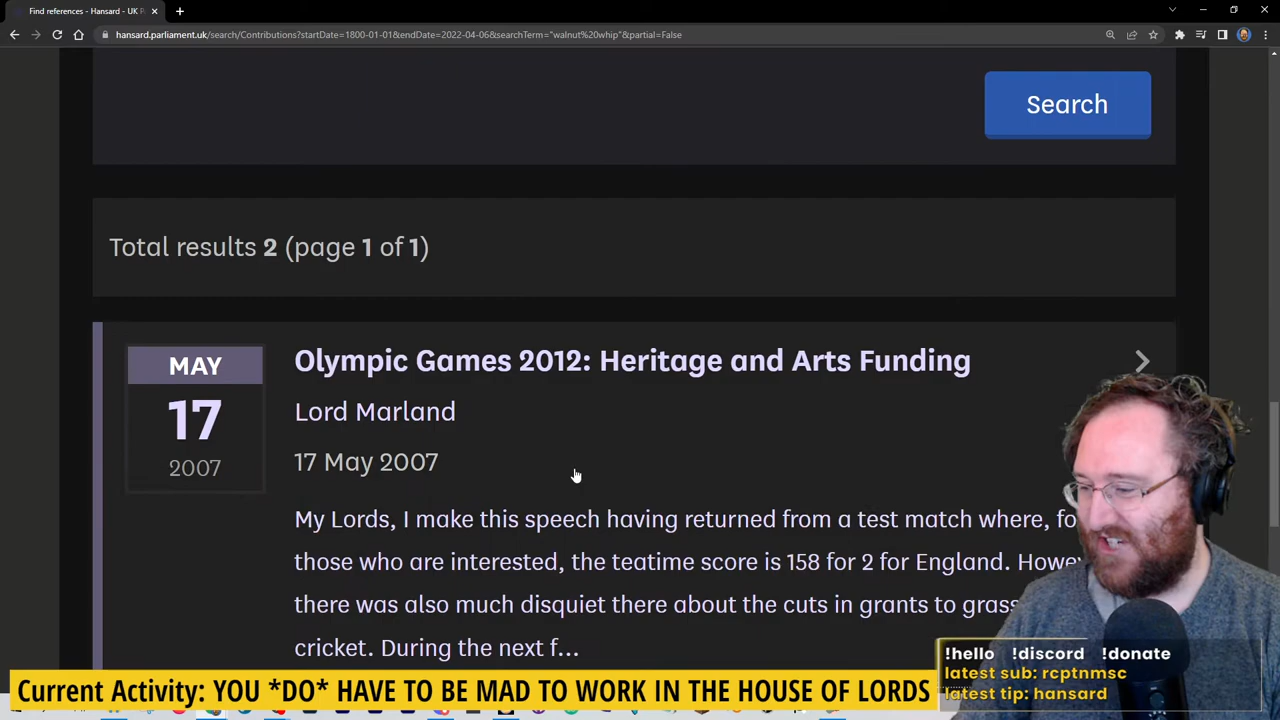 Find references - Hansard - UK P
hansard.parliament.uk/search/Contributions?startDate=1800-01-01&endDate=2022-04-06&searchTerm="walnut%20whip"&partial=False
Search
Total results 2 (page 1 of 1)
MAY
17
2007
Olympic Games 2012: Heritage and Arts Funding
Lord Marland
17 May 2007
My Lords, I make this speech having returned from a test match where, fo
those who are interested, the teatime score is 158 for 2 for England. Howe
there was also much disquiet there about the cuts in grants to grass
cricket. During the next f...
!hello !discord !donate
latest sub: rcptnmsc
latest tip: hansard
Current Activity: YOU *DO* HAVE TO BE MAD TO WORK IN THE HOUSE OF LORDS